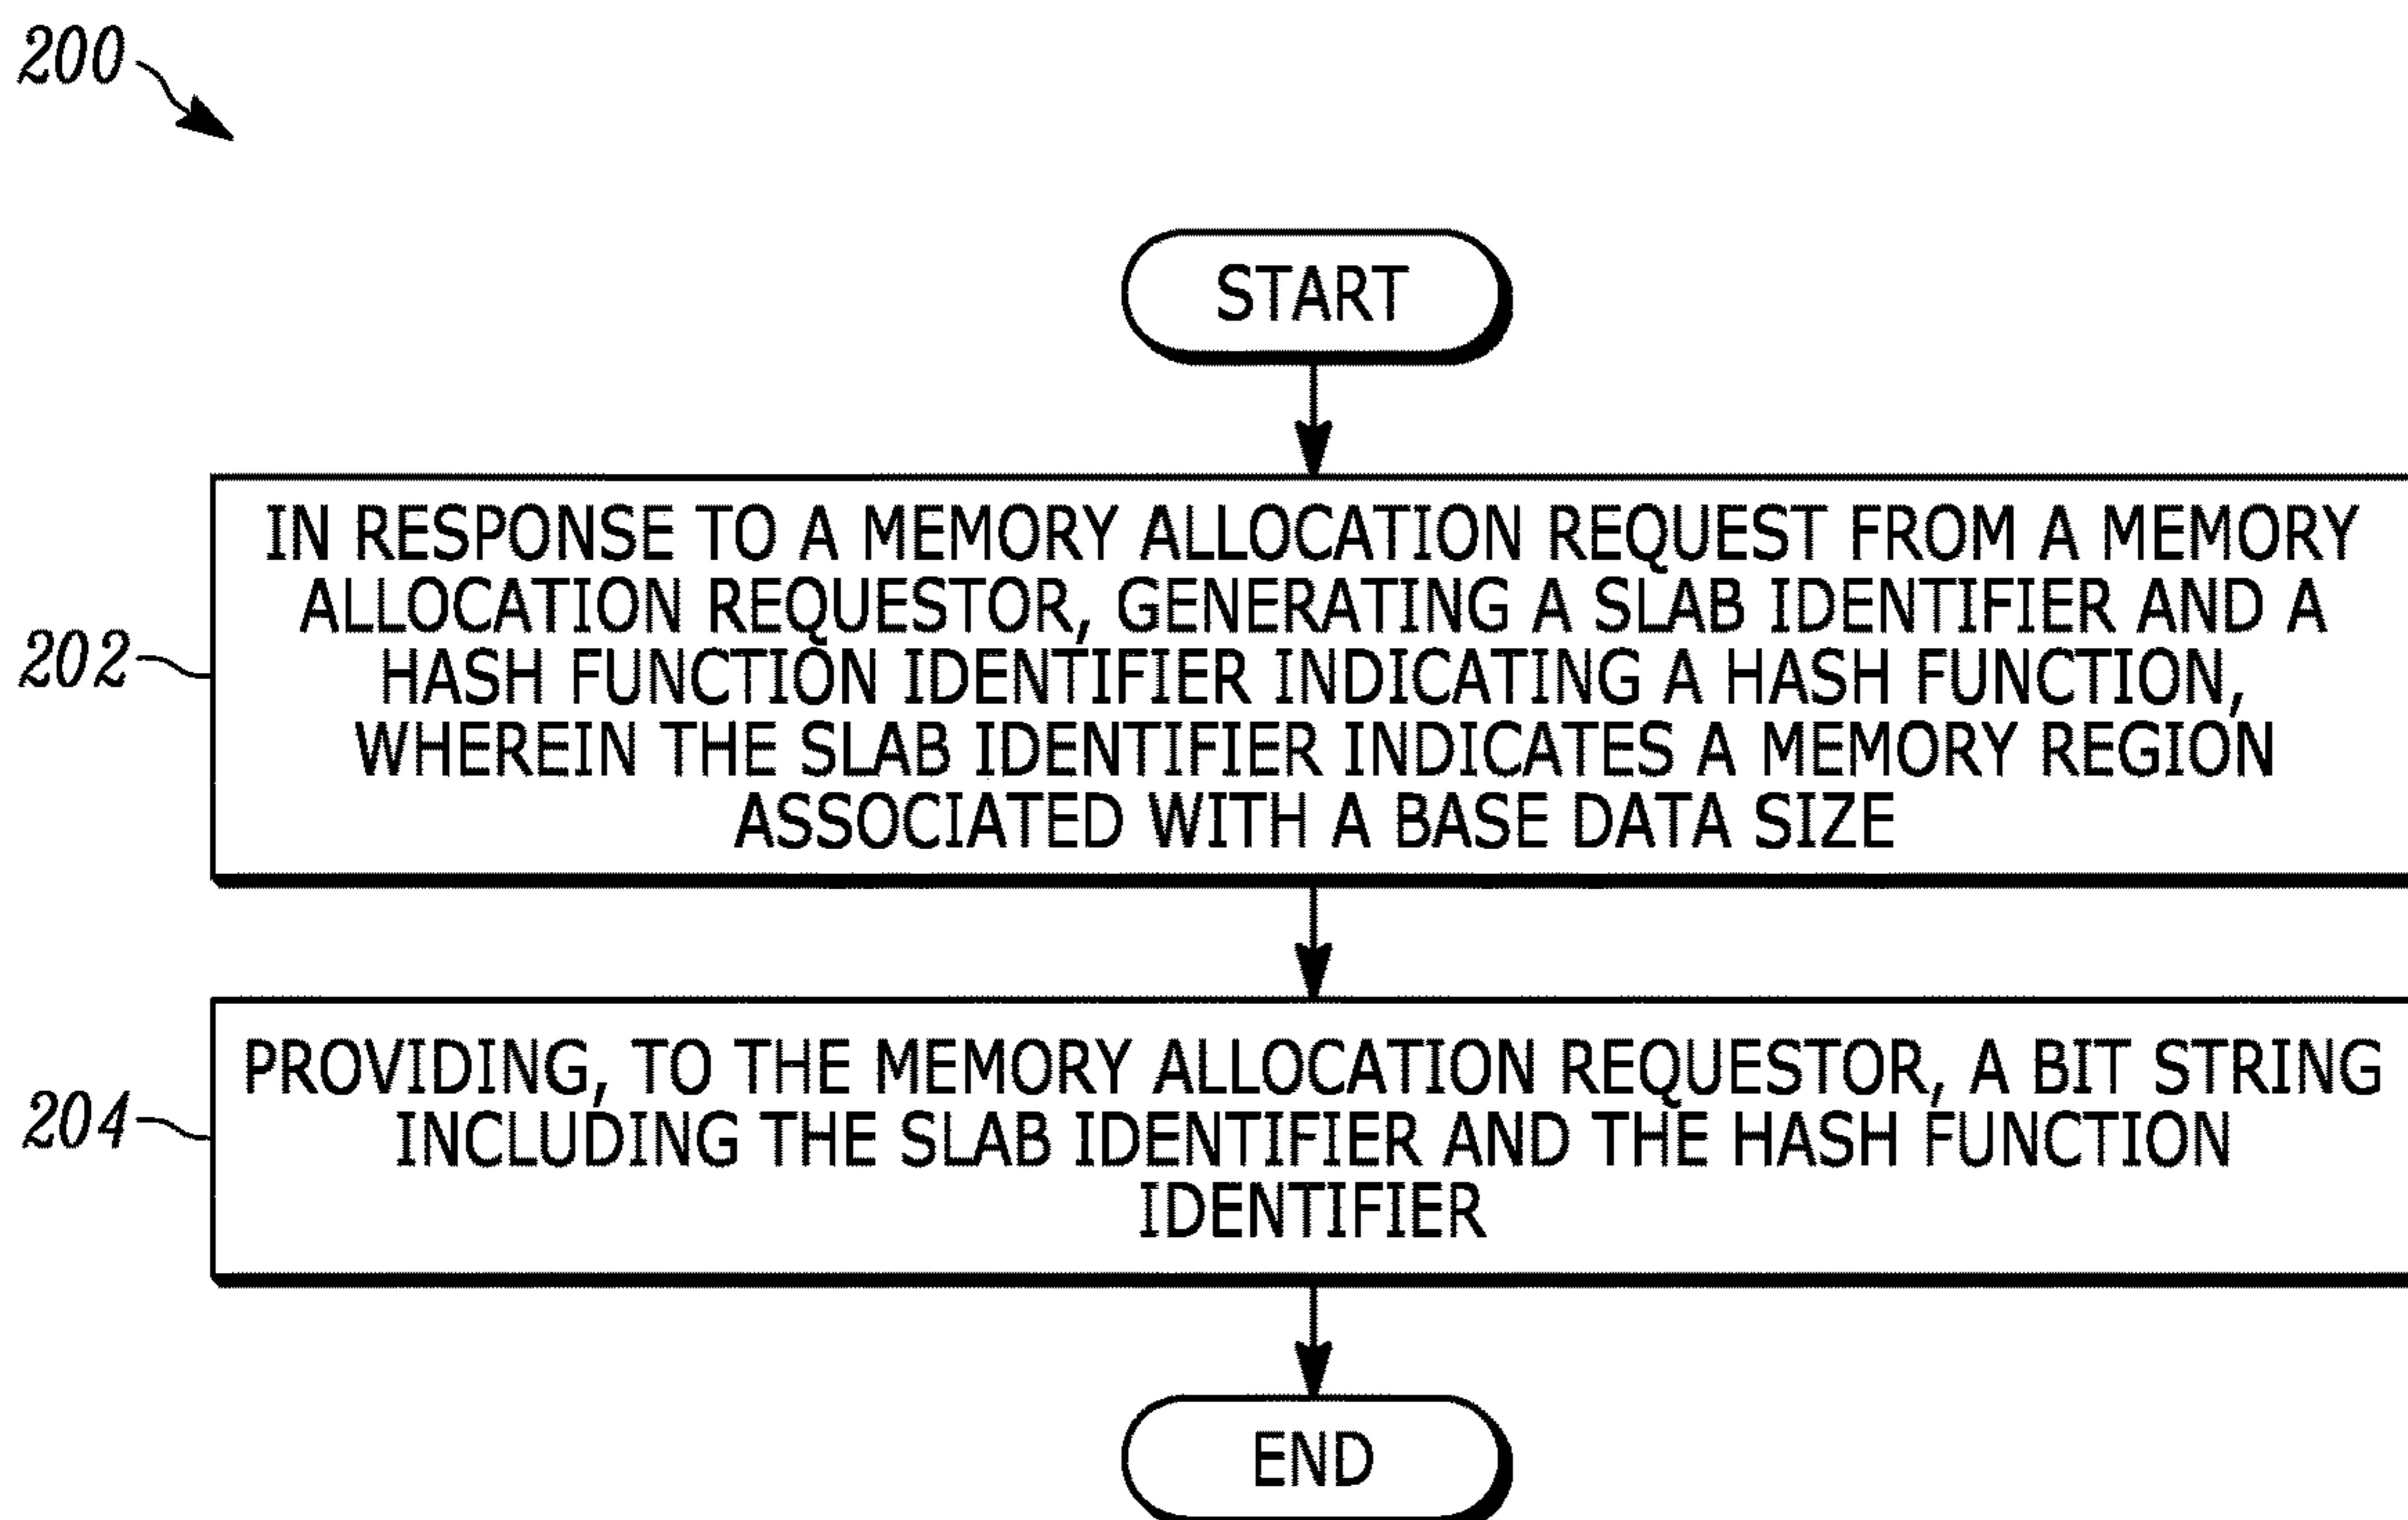 200
START
IN RESPONSE TO A MEMORY ALLOCATION REQUEST FROM A MEMORY
ALLOCATION REQUESTOR, GENERATING A SLAB IDENTIFIER AND A
HASH FUNCTION IDENTIFIER INDICATING A HASH FUNCTION,
WHEREIN THE SLAB IDENTIFIER INDICATES A MEMORY REGION
ASSOCIATED WITH A BASE DATA SIZE
202
PROVIDING, TO THE MEMORY ALLOCATION REQUESTOR, A BIT STRING
INCLUDING THE SLAB IDENTIFIER AND THE HASH FUNCTION
IDENTIFIER
204
END